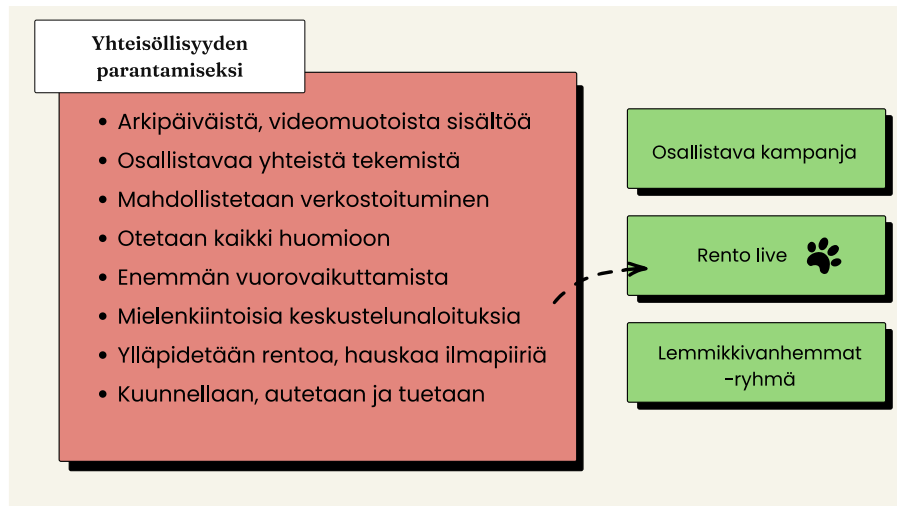 Yhteisöllisyyden
parantamiseksi
• Arkipäiväistä, videomuotoista sisältöä
• Osallistavaa yhteistä tekemistä
• Mahdollistetaan verkostoituminen
• Otetaan kaikki huomioon
• Enemmän vuorovaikuttamista
• Mielenkiintoisia keskustelunaloituksia
• Ylläpidetään rentoa, hauskaa ilmapiiriä
• Kuunnellaan, autetaan ja tuetaan
Osallistava kampanja
Rento live
Lemmikkivanhemmat
-ryhmä